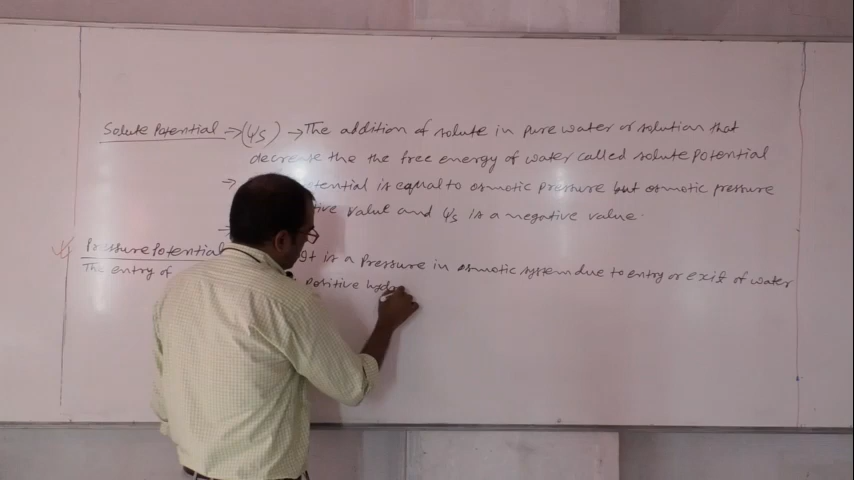 Solute Potential → (Ψs) → The addition of solute in pure water or solution that
decrease the the free energy of water called solute potential
→ potential is equal to osmotic pressure but osmotic pressure
tive value and Ψs is a negative value.
Pressure Potential It is a Pressure in osmotic system due to entry or exit of water
The entry of positive hydro